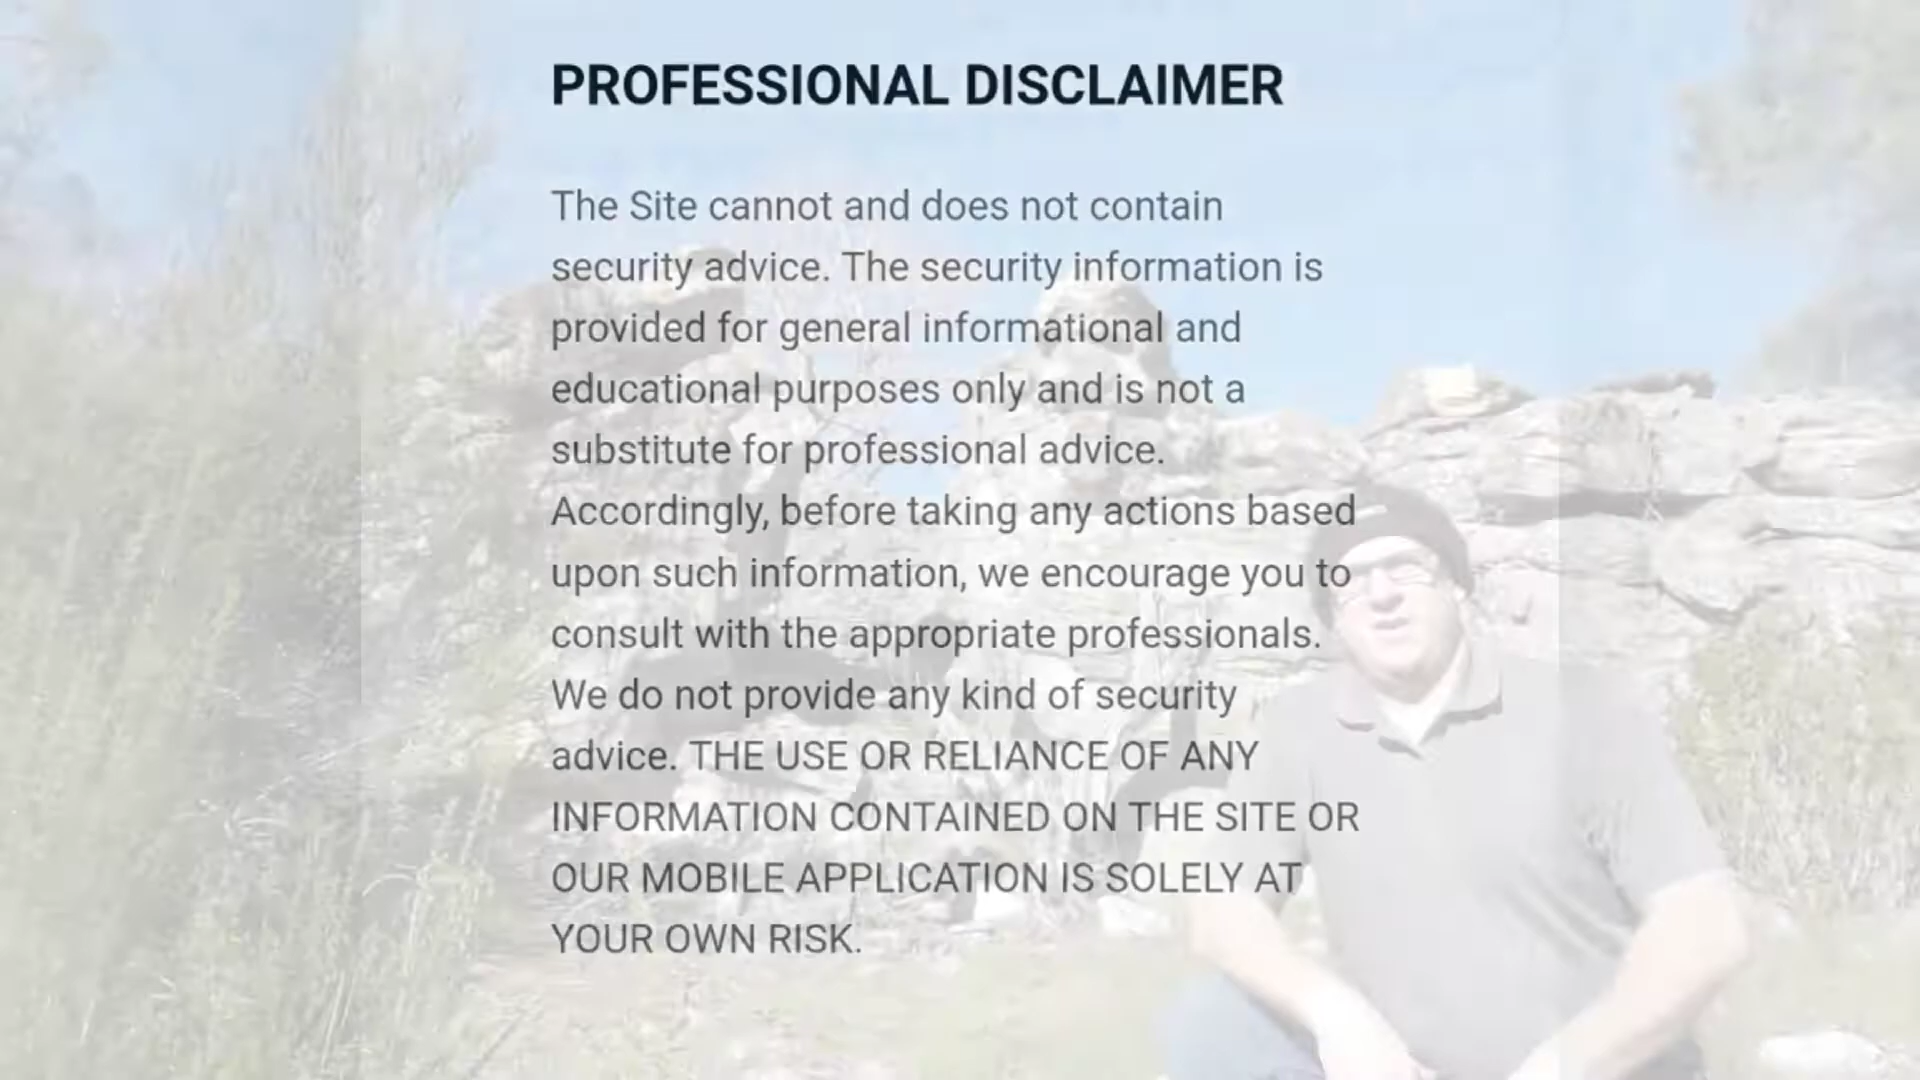 PROFESSIONAL DISCLAIMER
The Site cannot and does not contain
security advice. The security information is
provided for general informational and
educational purposes only and is not a
substitute for professional advice.
Accordingly, before taking any actions based
upon such information, we encourage you to
consult with the appropriate professionals.
We do not provide any kind of security
advice. THE USE OR RELIANCE OF ANY
INFORMATION CONTAINED ON THE SITE OR
OUR MOBILE APPLICATION IS SOLELY AT
YOUR OWN RISK.